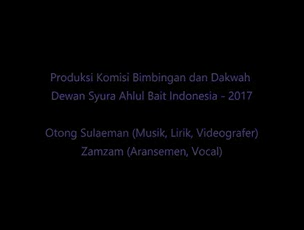 Produksi Komisi Bimbingan dan Dakwah
Dewan Syura Ahlul Bait Indonesia - 2017
Otong Sulaeman (Musik, Lirik, Videografer)
Zamzam (Aransemen, Vocal)